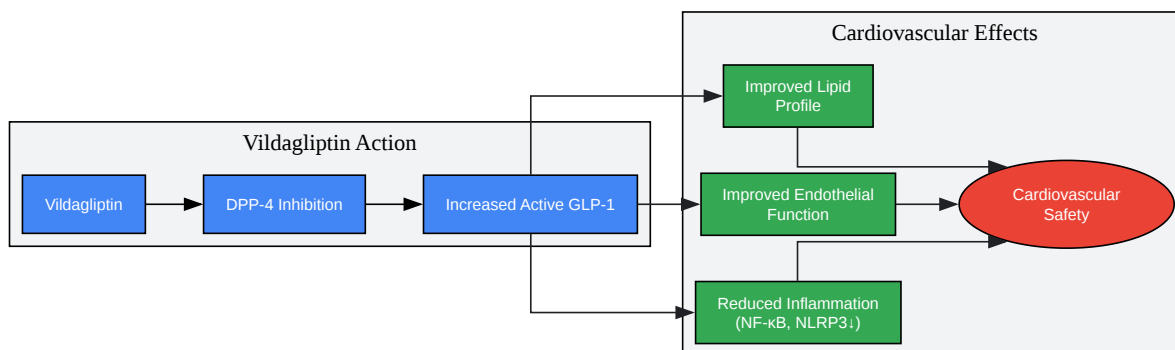 Cardiovascular Effects
Vildagliptin Action
Vildagliptin
DPP-4 Inhibition
Increased Active GLP-1
Improved Lipid
Profile
Improved Endothelial
Function
Reduced Inflammation
(NF-κB, NLRP3↓)
Cardiovascular
Safety